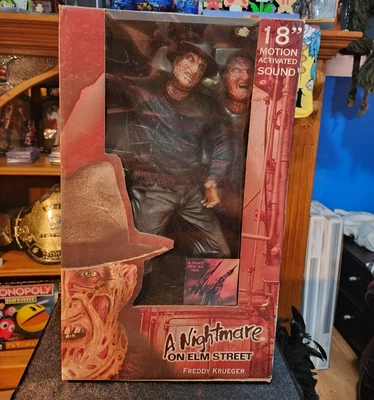 18"
MOTION
ACTIVATED
SOUND
MONOPOLY
A Nightmare
ON ELM STREET
FREDDY KRUEGER